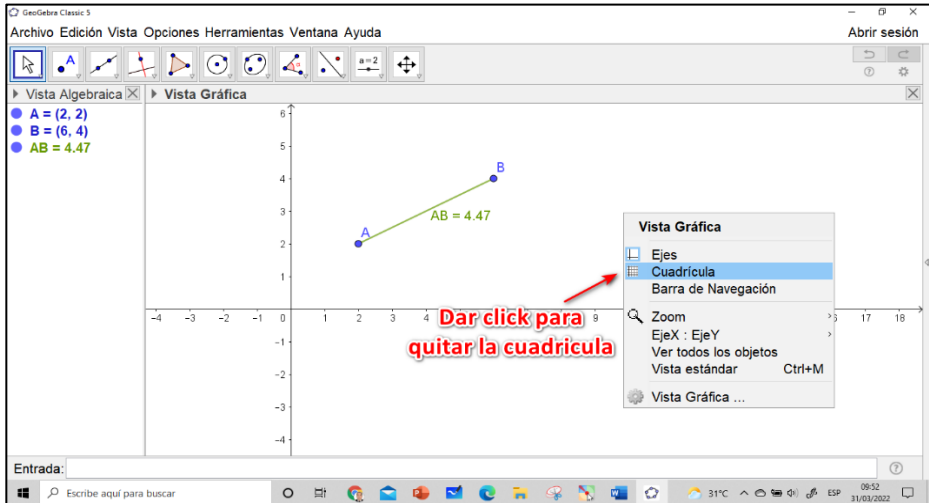 GeoGebra Classic 5
Archivo Edición Vista Opciones Herramientas Ventana Ayuda
Abrir sesión
A
a=2
Vista Algebraica
Vista Gráfica
A = (2, 2)
B = (6, 4)
AB = 4.47
6
5
4
3
2
1
-4 -3 -2 -1 0 1 2 3 4 9 17 18
-1
-2
-3
-4
A
B
AB = 4.47
Vista Gráfica
Ejes
Cuadrícula
Barra de Navegación
Zoom
EjeX : EjeY
Ver todos los objetos
Vista estándar Ctrl+M
Vista Gráfica ...
Dar click para
quitar la cuadricula
Entrada:
Escribe aquí para buscar
31°C
ESP
09:52
31/03/2022